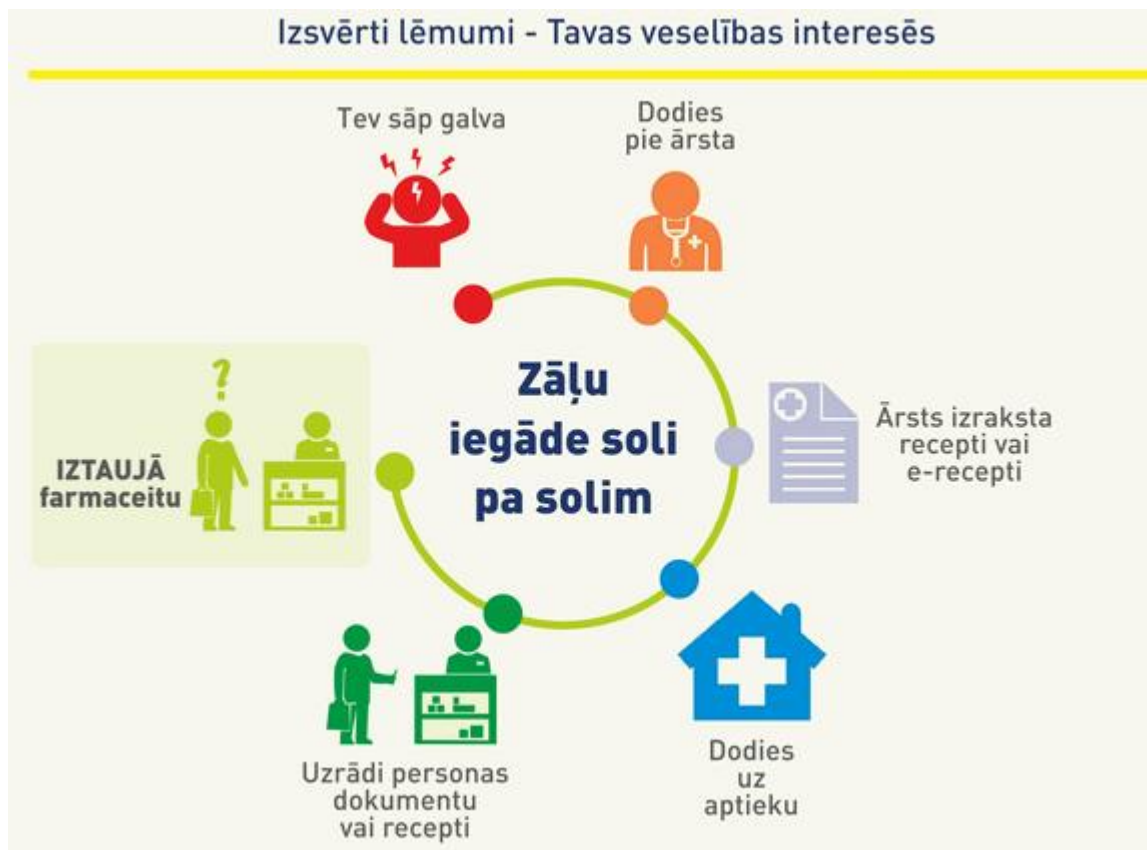 Izsvērti lēmumi - Tavas veselības interesēs
Tev sāp galva
Dodies
pie ārsta
Zāļu
iegāde soli
pa solim
Ārsts izraksta
recepti vai
e-recepti
Dodies
uz
aptieku
Uzrādi personas
dokumentu
vai recepti
?
IZTAUJĀ
farmaceitu